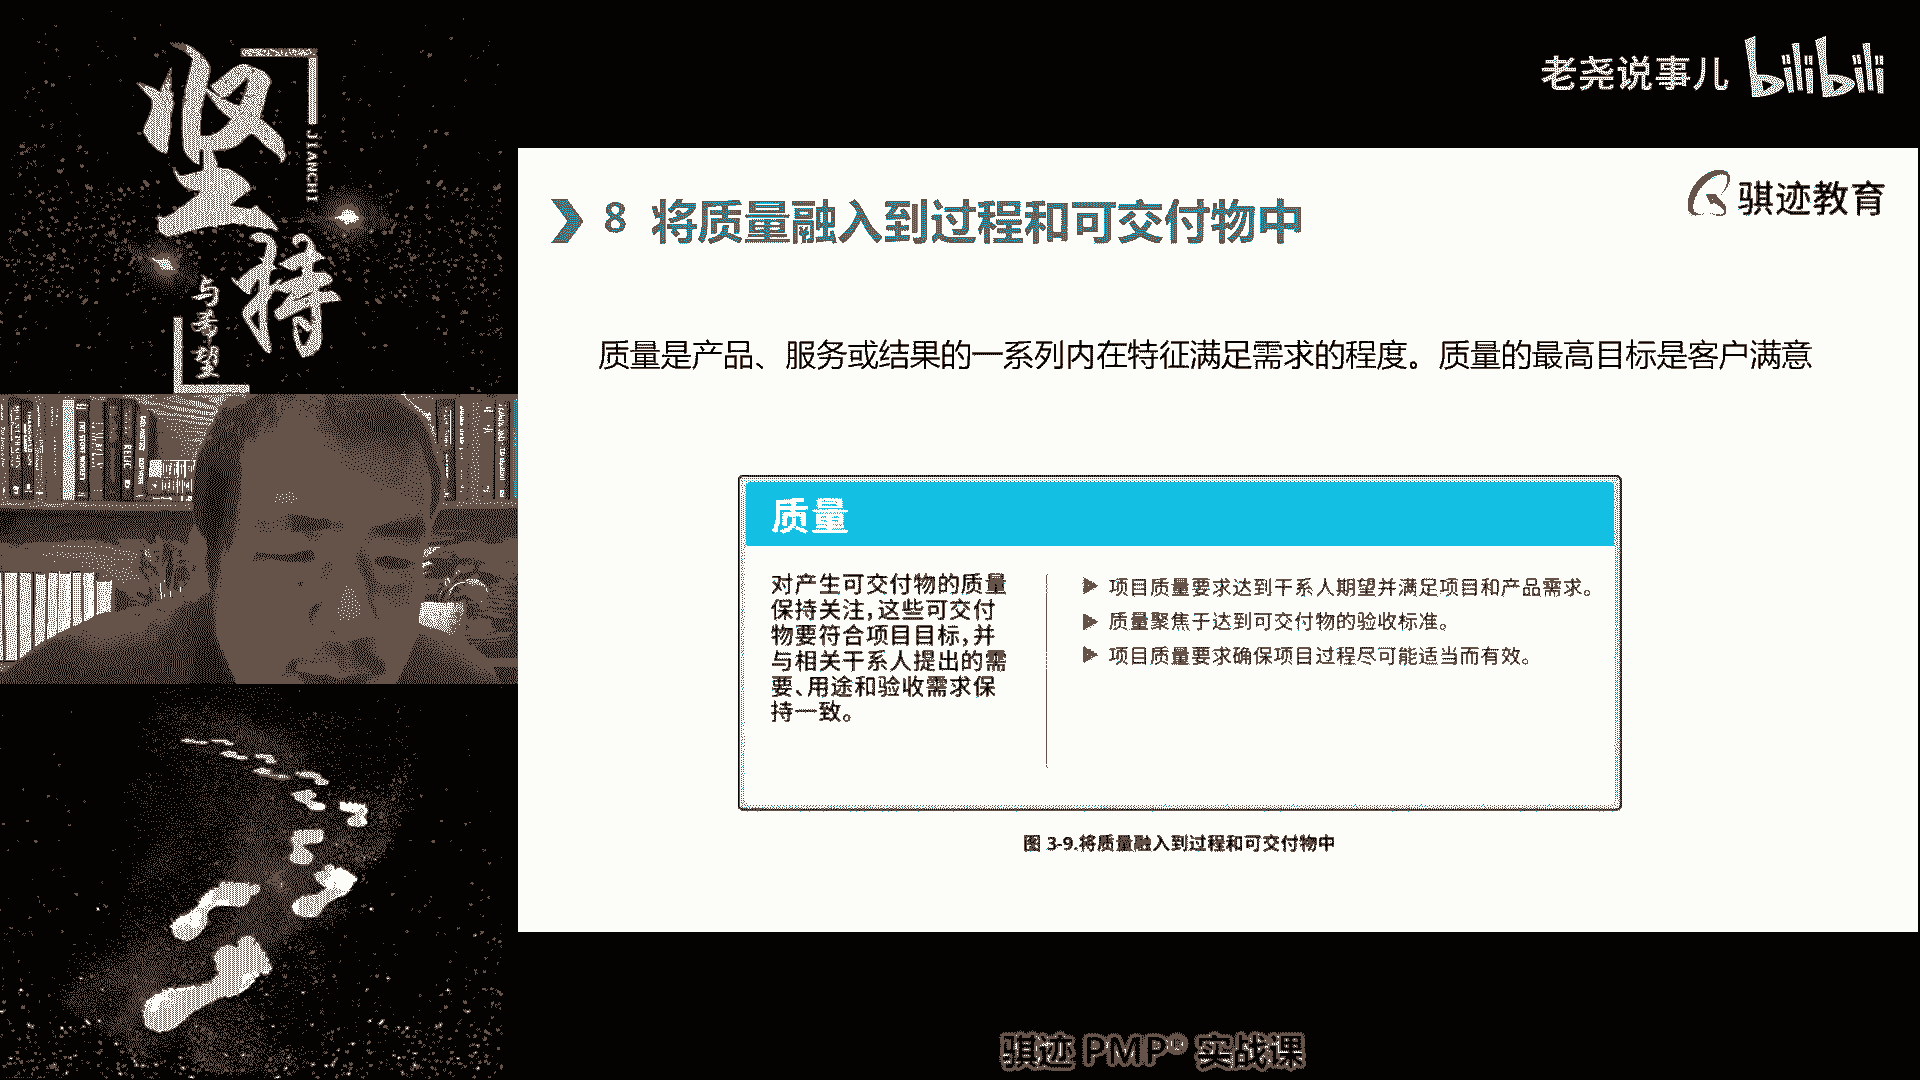 坚持
JIANCHI
与希望
老尧说事儿 bilibili
骐迹教育
8 将质量融入到过程和可交付物中
质量是产品、服务或结果的一系列内在特征满足需求的程度。质量的最高目标是客户满意
质量
对产生可交付物的质量
保持关注，这些可交付
物要符合项目目标，并
与相关干系人提出的需
要、用途和验收需求保
持一致。
▶ 项目质量要求达到干系人期望并满足项目和产品需求。
▶ 质量聚焦于达到可交付物的验收标准。
▶ 项目质量要求确保项目过程尽可能适当而有效。
图 3-9.将质量融入到过程和可交付物中
骐迹 PMP® 实战课